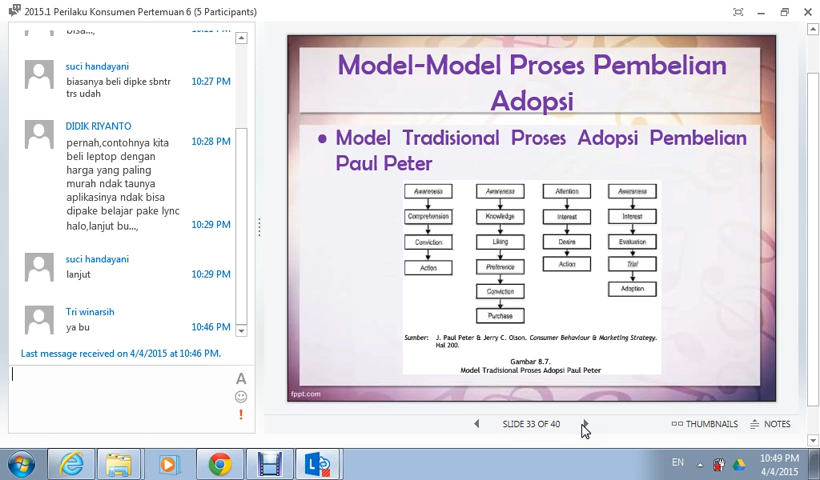 2015.1 Perilaku Konsumen Pertemuan 6 (5 Participants)
suci handayani
biasanya beli dipke sbntr 10:27 PM
trs udah
DIDIK RIYANTO
pernah,contohnya kita 10:28 PM
beli leptop dengan
harga yang paling
murah ndak taunya
aplikasinya ndak bisa
dipake belajar pake lync
halo,lanjut bu..., 10:29 PM
suci handayani
lanjut 10:29 PM
Tri winarsih
ya bu 10:46 PM
Last message received on 4/4/2015 at 10:46 PM.
A
!
Model-Model Proses Pembelian
Adopsi
• Model Tradisional Proses Adopsi Pembelian
Paul Peter
Awareness Awareness Attention Awareness
Comprehension Knowledge Interest Interest
Conviction Liking Desire Evaluation
Action Preference Action Trial
Conviction Adoption
Purchase
Sumber: J. Paul Peter & Jerry C. Olson. Consumer Behaviour & Marketing Strategy.
Hal 200.
Gambar 8.7.
Model Tradisional Proses Adopsi Paul Peter
fppt.com
SLIDE 33 OF 40
THUMBNAILS
NOTES
EN
10:49 PM
4/4/2015